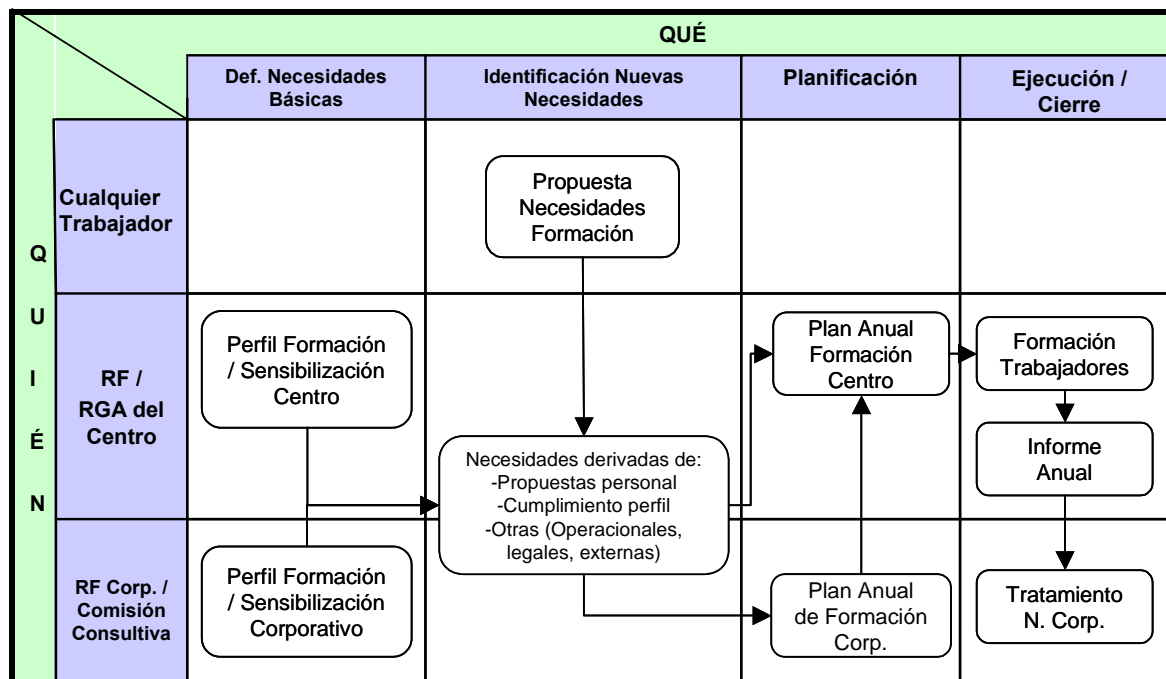 QUÉ
Def. Necesidades
Básicas
Identificación Nuevas
Necesidades
Planificación
Ejecución /
Cierre
Q
U
I
É
N
Cualquier
Trabajador
Propuesta
Necesidades
Formación
RF /
RGA del
Centro
Perfil Formación
/ Sensibilización
Centro
Necesidades derivadas de:
-Propuestas personal
-Cumplimiento perfil
-Otras (Operacionales,
legales, externas)
Plan Anual
Formación
Centro
Formación
Trabajadores
Informe
Anual
RF Corp. /
Comisión
Consultiva
Perfil Formación
/ Sensibilización
Corporativo
Plan Anual
de Formación
Corp.
Tratamiento
N. Corp.